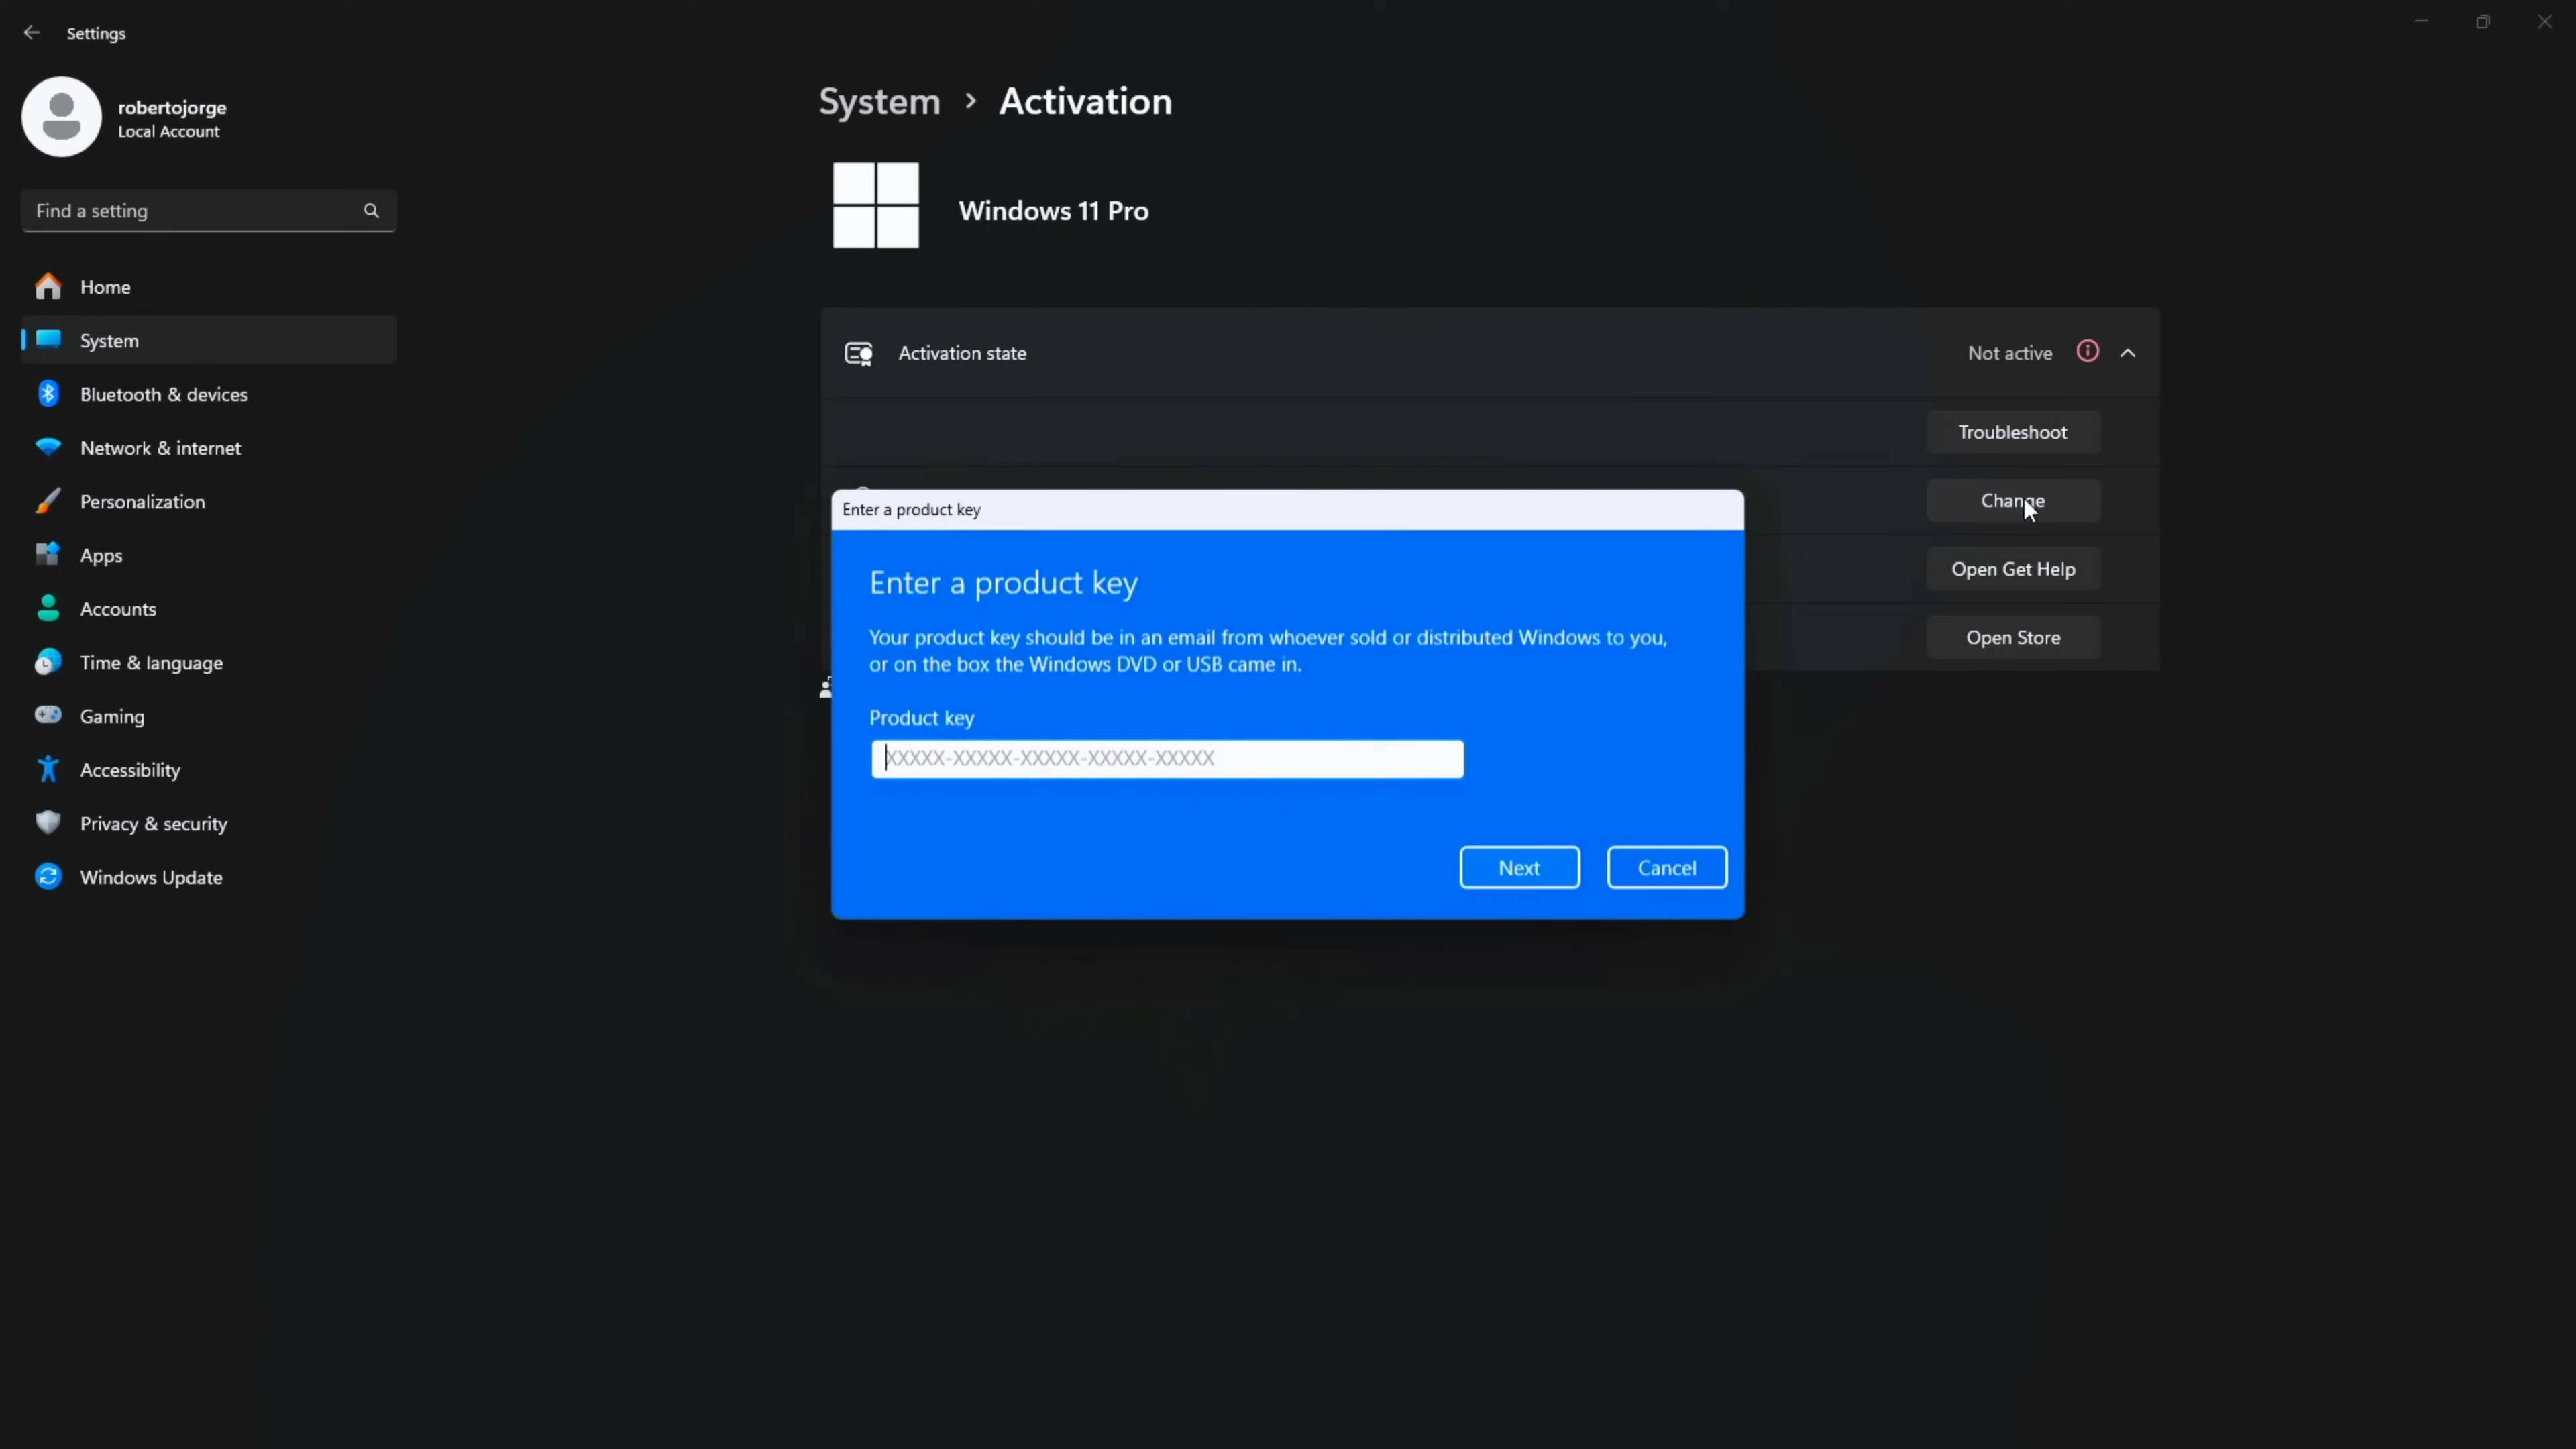 Settings
robertojorge
Local Account
Find a setting
Home
System
Bluetooth & devices
Network & internet
Personalization
Apps
Accounts
Time & language
Gaming
Accessibility
Privacy & security
Windows Update
System > Activation
Windows 11 Pro
Activation state
Not active
Troubleshoot
Change
Open Get Help
Open Store
Enter a product key
Enter a product key
Your product key should be in an email from whoever sold or distributed Windows to you,
or on the box the Windows DVD or USB came in.
Product key
XXXXX-XXXXX-XXXXX-XXXXX-XXXXX
Next
Cancel